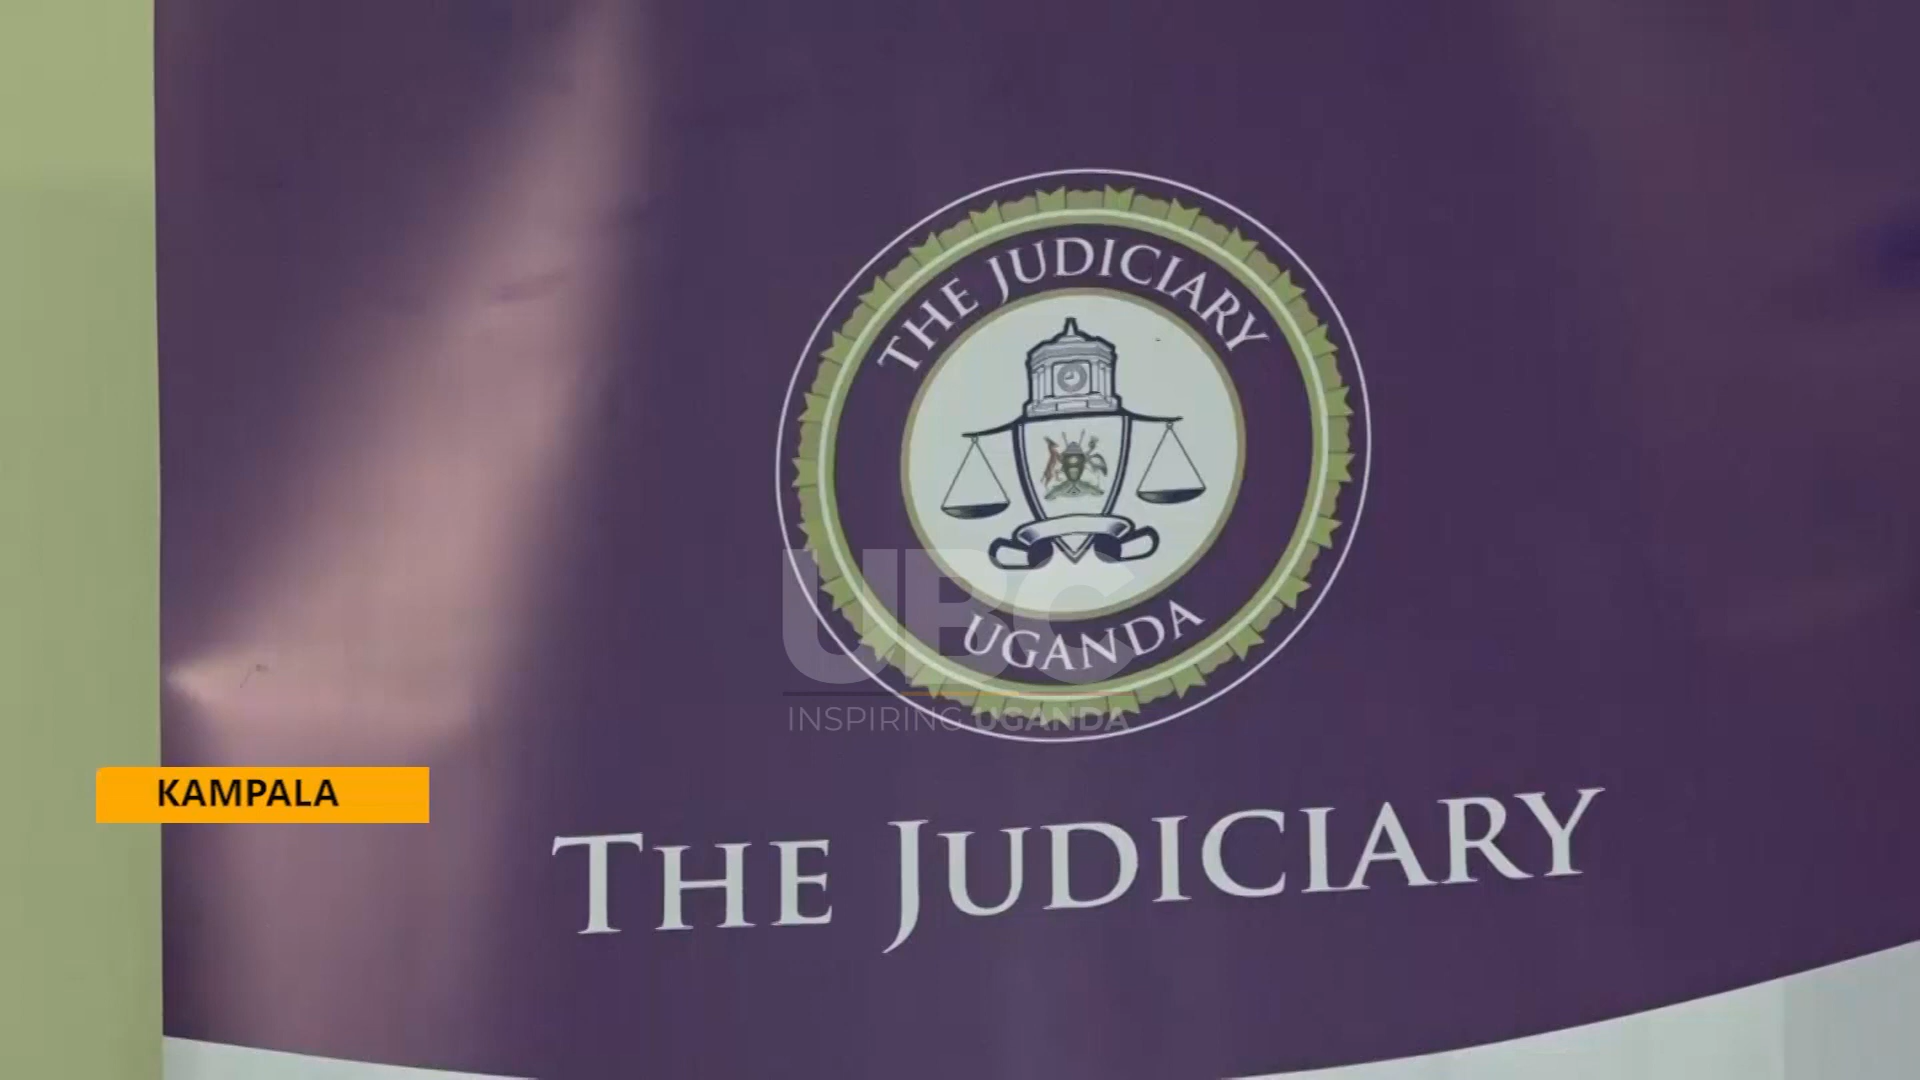 THE JUDICIARY
UGANDA
UBC
INSPIRING UGANDA
KAMPALA
THE JUDICIARY